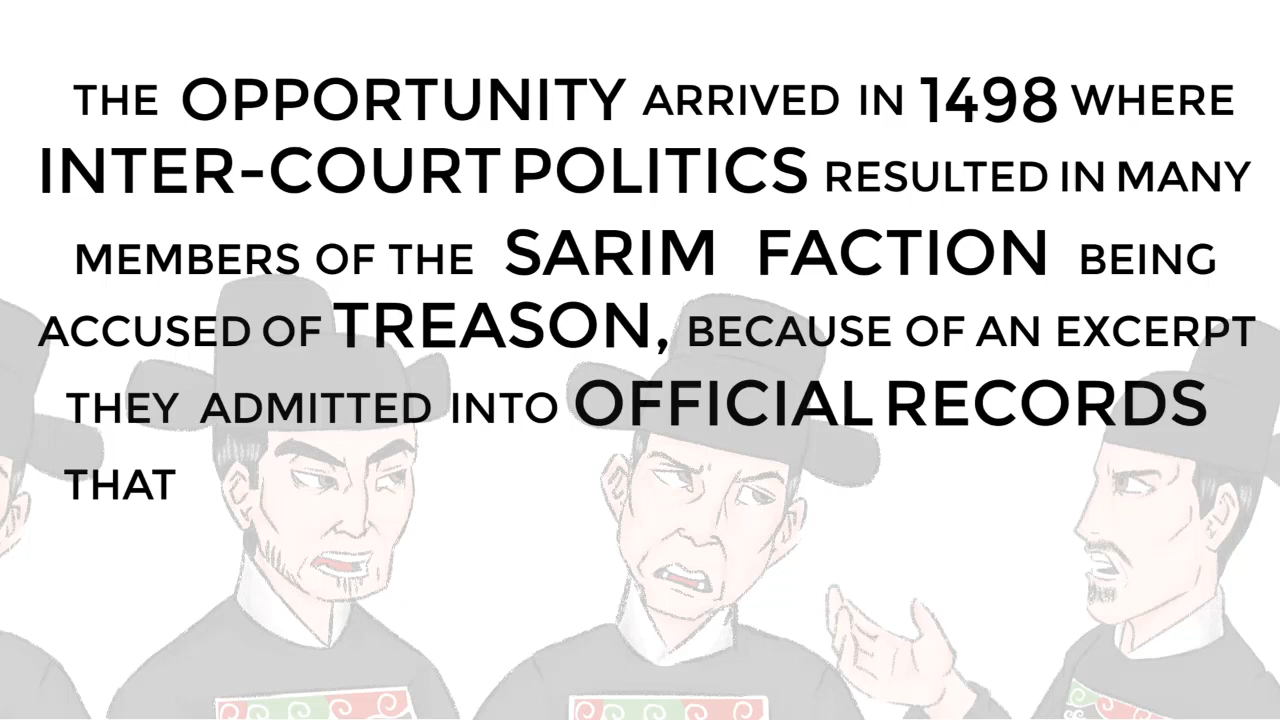 THE OPPORTUNITY ARRIVED IN 1498 WHERE
INTER-COURT POLITICS RESULTED IN MANY
MEMBERS OF THE SARIM FACTION BEING
ACCUSED OF TREASON, BECAUSE OF AN EXCERPT
THEY ADMITTED INTO OFFICIAL RECORDS
THAT